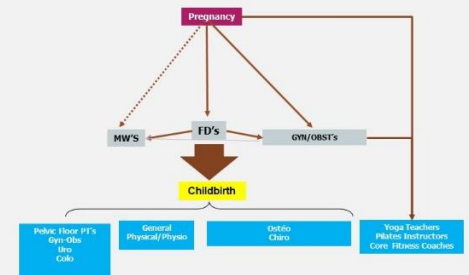 Pregnancy
MW'S
FD's
GYN/OBST's
Childbirth
Pelvic Floor PT's
Gyn-Obs
Uro
Colo
General
Physical/Physio
Ostéo
Chiro
Yoga Teachers
Pilates Instructors
Core Fitness Coaches